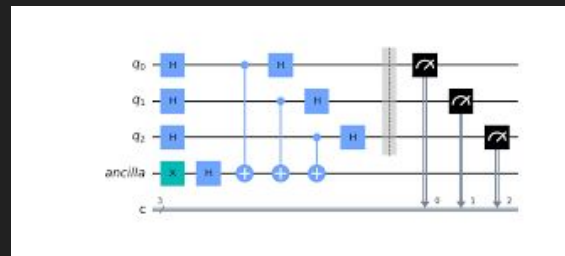 q₀ H H
q₁ H H
q₂ H H
ancilla X H
c 3 0 1 2